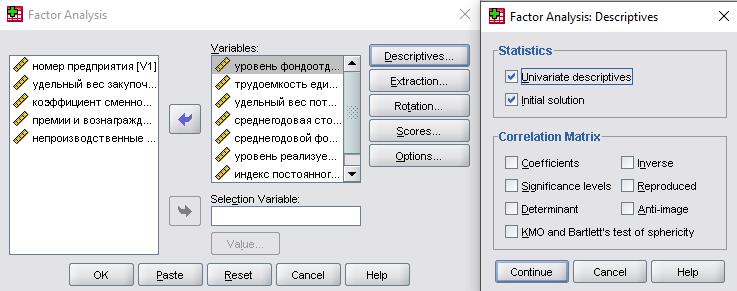 Factor Analysis
номер предприятия [V1]
удельный вес закупоч...
коэффициент сменно...
премии и вознагражд...
непроизводственные ...
Variables:
уровень фондоотд...
трудоемкость еди...
удельный вес пот...
среднегодовая сто...
среднегодовой фо...
уровень реализуе...
индекс постоянног...
Selection Variable:
Value...
Descriptives...
Extraction...
Rotation...
Scores...
Options...
OK
Paste
Reset
Cancel
Help
Factor Analysis: Descriptives
Statistics
Univariate descriptives
Initial solution
Correlation Matrix
Coefficients
Inverse
Significance levels
Reproduced
Determinant
Anti-image
KMO and Bartlett's test of sphericity
Continue
Cancel
Help